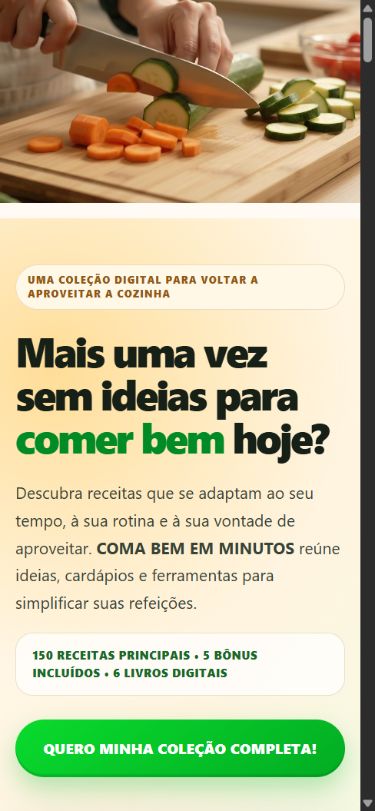 UMA COLEÇÃO DIGITAL PARA VOLTAR A
APROVEITAR A COZINHA
Mais uma vez
sem ideias para
comer bem hoje?
Descubra receitas que se adaptam ao seu
tempo, à sua rotina e à sua vontade de
aproveitar. COMA BEM EM MINUTOS reúne
ideias, cardápios e ferramentas para
simplificar suas refeições.
150 RECEITAS PRINCIPAIS • 5 BÔNUS
INCLUÍDOS • 6 LIVROS DIGITAIS
QUERO MINHA COLEÇÃO COMPLETA!